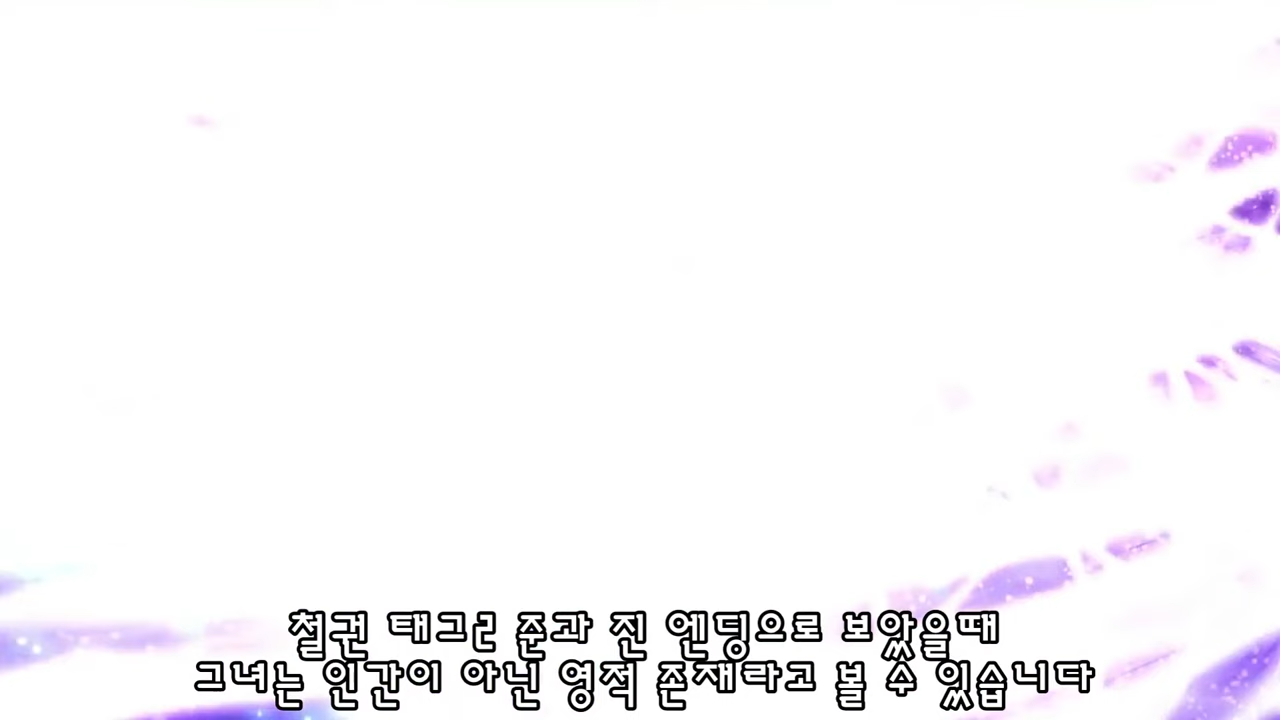 철권 태그2 준과 진 엔딩으로 보았을때
그녀는 인간이 아닌 영적 존재라고 볼 수 있습니다